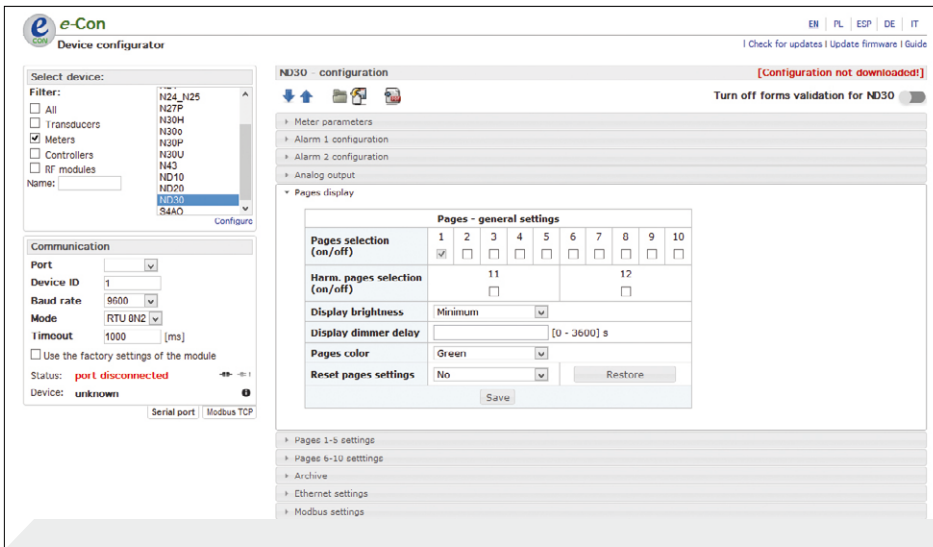 e-Con
EN | PL | ESP | DE | IT
e
CON
Device configurator
| Check for updates | Update firmware | Guide
Select device:
Filter:
All
Transducers
Meters
Controllers
RF modules
Name:
N24_N25
N27P
N30H
N30o
N30P
N30U
N43
ND10
ND20
ND30
S4AO
Configure
Communication
Port
Device ID 1
Baud rate 9600
Mode RTU 8N2
Timeout 1000 [ms]
Use the factory settings of the module
Status: port disconnected
Device: unknown
Serial port | Modbus TCP
ND30 - configuration [Configuration not downloaded!]
Turn off forms validation for ND30
Meter parameters
Alarm 1 configuration
Alarm 2 configuration
Analog output
Pages display
Pages - general settings
Pages selection (on/off) 1 2 3 4 5 6 7 8 9 10
Harm. pages selection (on/off) 11 12
Display brightness Minimum
Display dimmer delay [0 - 3600] s
Pages color Green
Reset pages settings No Restore
Save
Pages 1-5 settings
Pages 6-10 setttings
Archive
Ethernet settings
Modbus settings